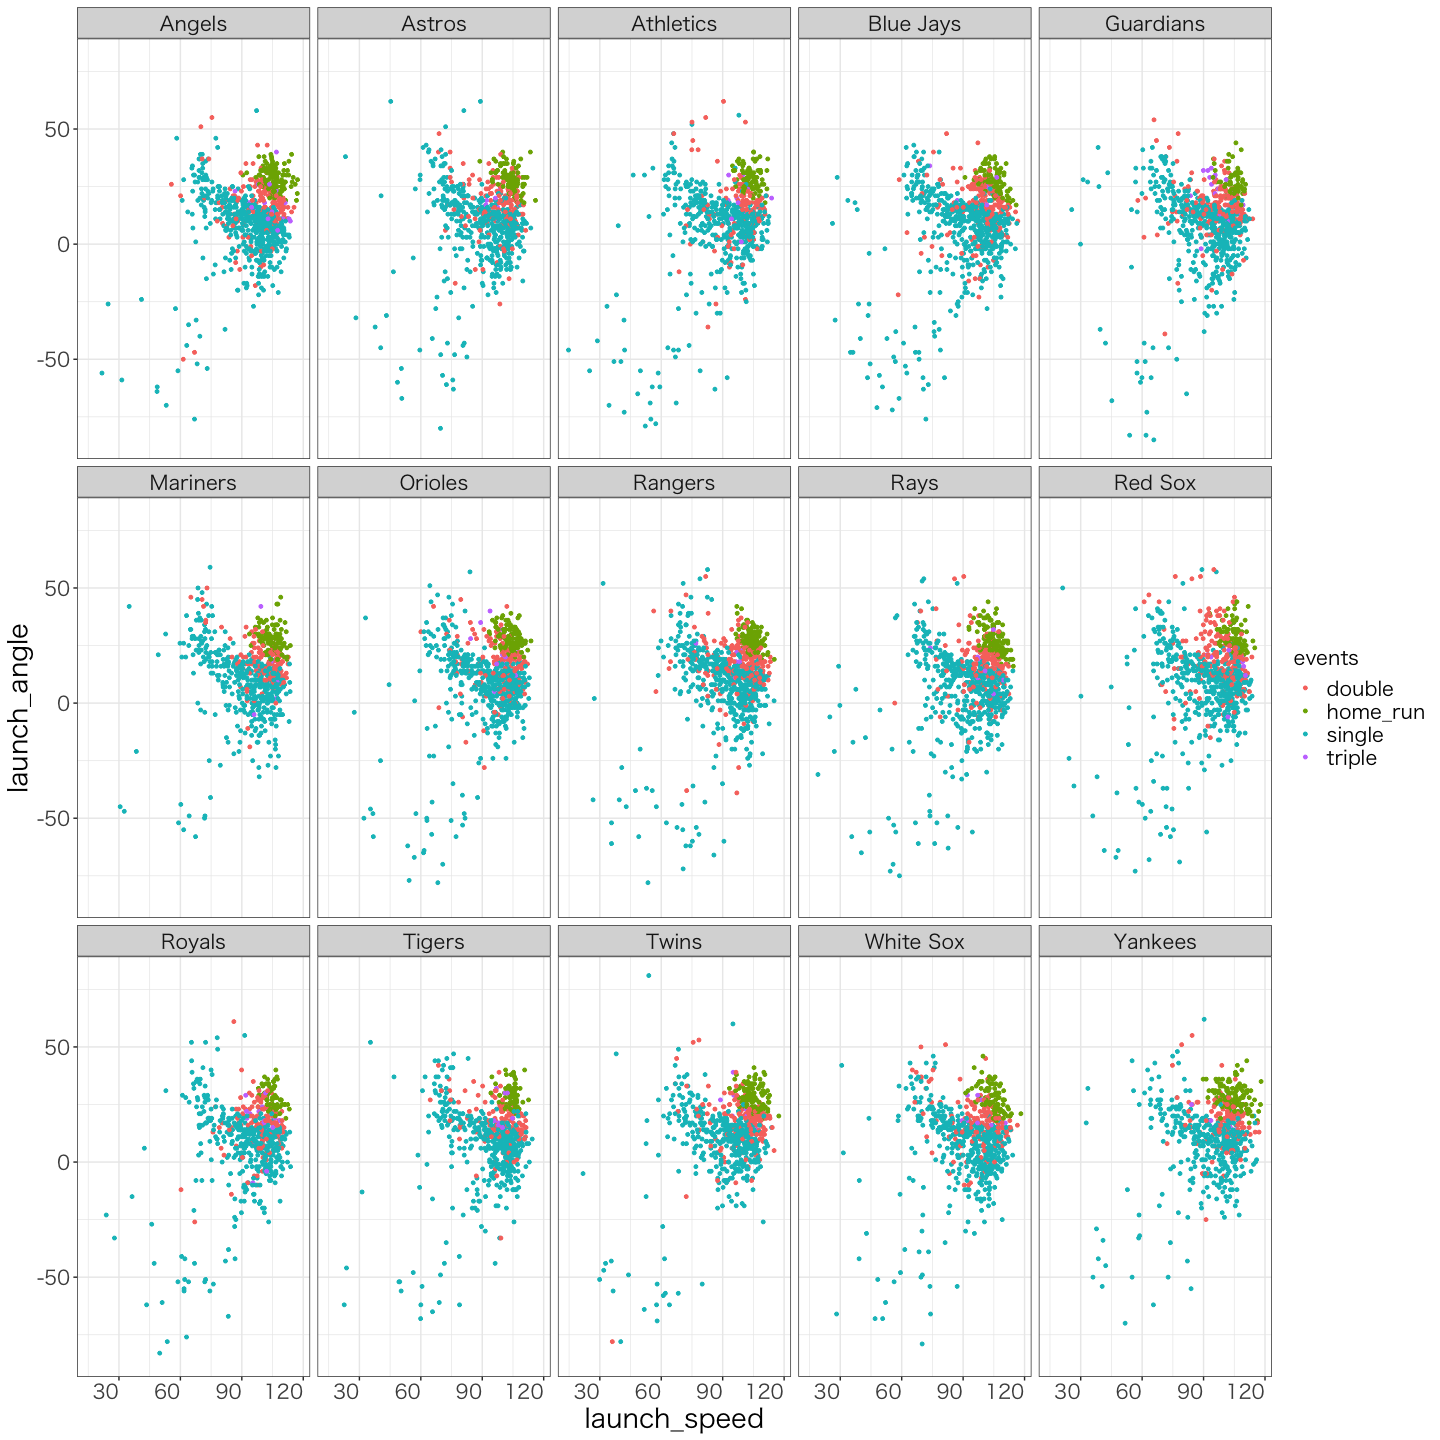 Angels Astros Athletics Blue Jays Guardians
50
0
-50
Mariners Orioles Rangers Rays Red Sox
50
0
-50
launch_angle
events
double
home_run
single
triple
Royals Tigers Twins White Sox Yankees
50
0
-50
30 60 90 120 30 60 90 120 30 60 90 120 30 60 90 120 30 60 90 120
launch_speed